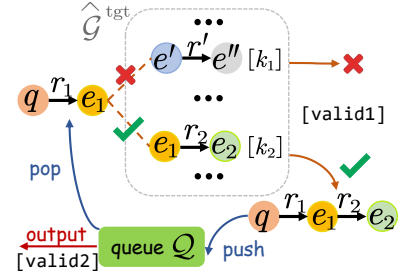 𝒢̂ tgt
•••
e' r' e'' [k₁]
q r₁ e₁
•••
[valid1]
e₁ r₂ e₂ [k₂]
•••
pop
q r₁ e₁ r₂ e₂
output
queue 𝒬
push
[valid2]